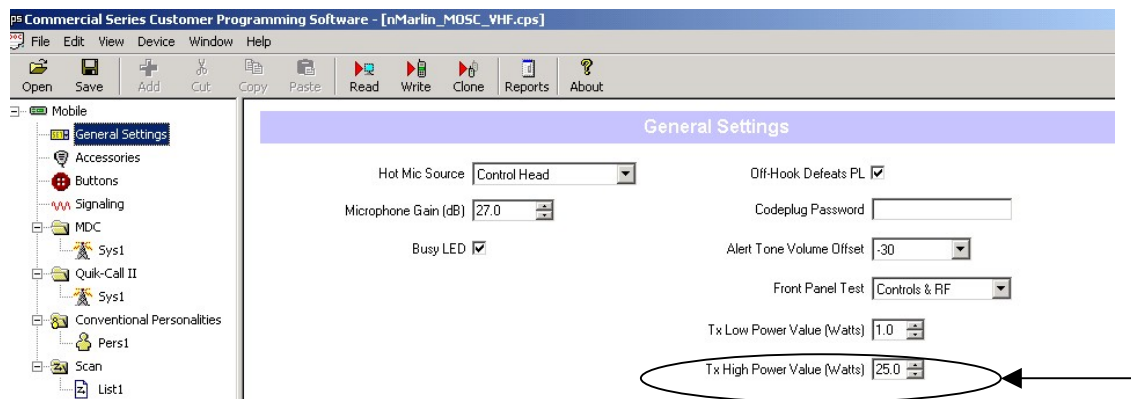 Commercial Series Customer Programming Software - [nMarlin_MOSC_VHF.cps]
File Edit View Device Window Help
Open Save Add Cut Copy Paste Read Write Clone Reports About
Mobile
General Settings
Accessories
Buttons
Signaling
MDC
Sys1
Quik-Call II
Sys1
Conventional Personalities
Pers1
Scan
List1
General Settings
Hot Mic Source Control Head
Microphone Gain (dB) 27.0
Busy LED
Off-Hook Defeats PL
Codeplug Password
Alert Tone Volume Offset -30
Front Panel Test Controls & RF
Tx Low Power Value (Watts) 1.0
Tx High Power Value (Watts) 25.0